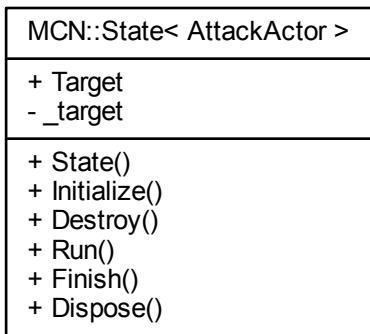 MCN::State< AttackActor >
+ Target
- _target
+ State()
+ Initialize()
+ Destroy()
+ Run()
+ Finish()
+ Dispose()